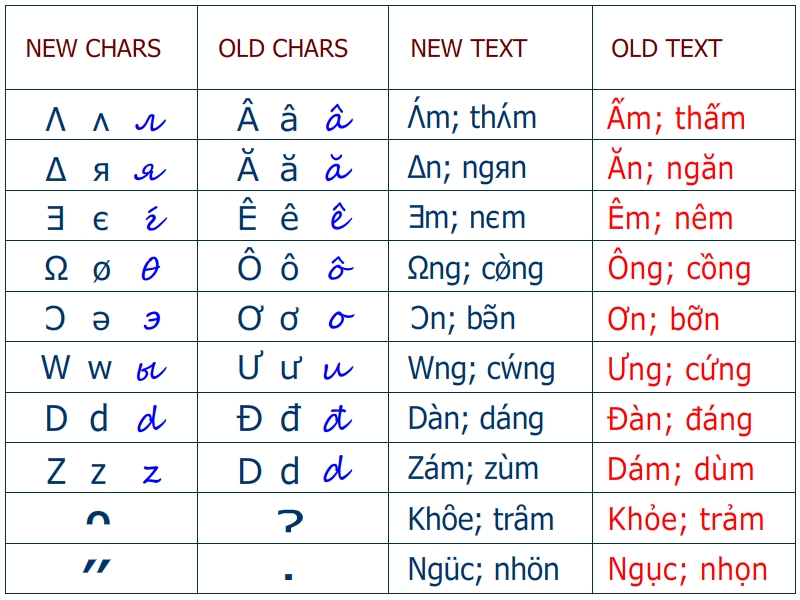 NEW CHARS OLD CHARS NEW TEXT OLD TEXT
Λ ʌ ʌ Â â â Ʌ́m; thʌ́m Ẫm; thấm
Δ я я Ă ă ă Δn; ngяn Ăn; ngăn
Ǝ є ź Ê ê ê Ǝm; nєm Êm; nêm
Ω ø θ Ô ô ô Ωng; cø̀ng Ông; cồng
Ɔ ə э Ơ ơ ơ Ɔn; bə̃n Ơn; bỡn
W w ы Ư ư ư Wng; cẃng Ưng; cứng
D d d Đ đ đ Dàn; dáng Đàn; đáng
Z z z D d d Zám; zùm Dám; dùm
ᴖ ? Khôe; trâm Khỏe; trảm
〃 . Ngüc; nhön Ngục; nhọn